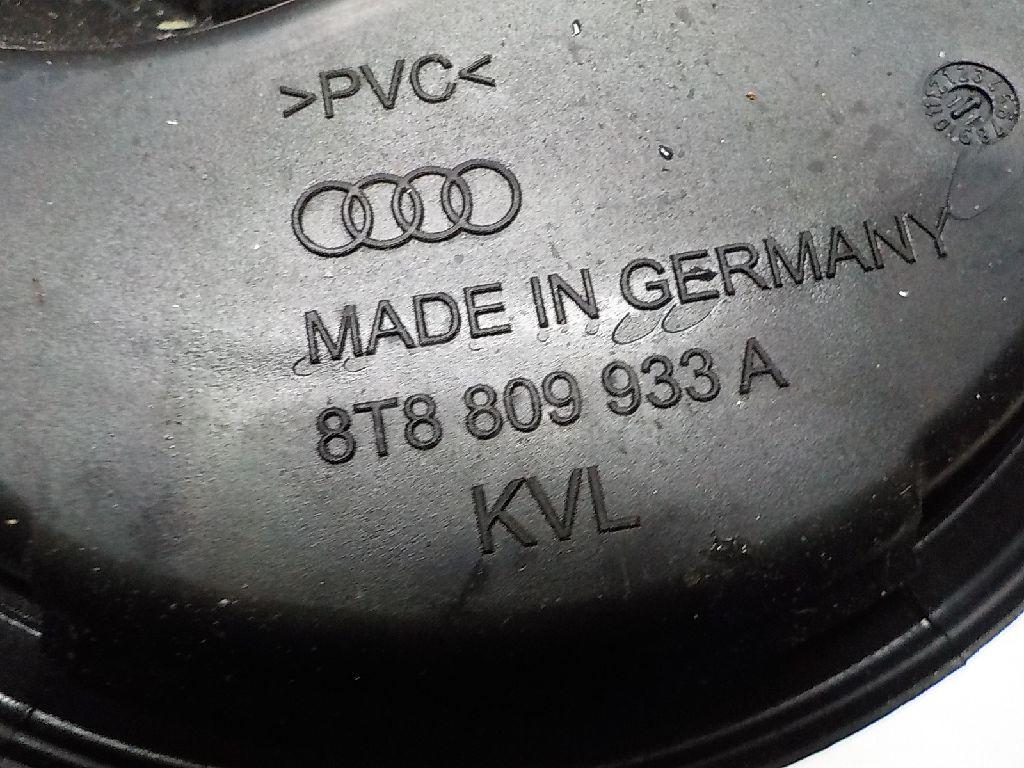 >PVC<
MADE IN GERMANY
8T8 809 933 A
KVL